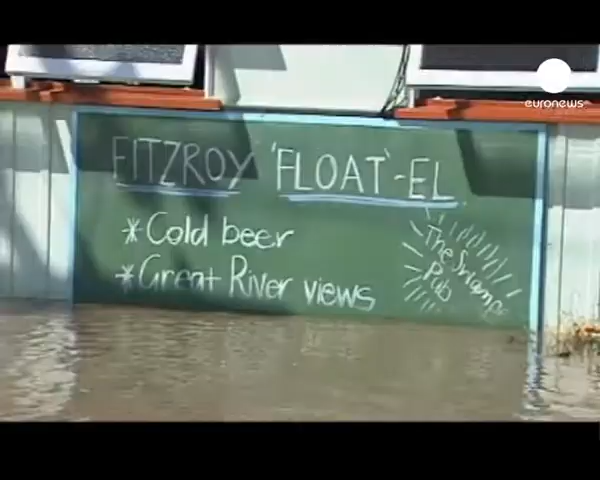 euronews
FITZROY 'FLOAT'-EL
* Cold beer
* Great River views
The
Pub